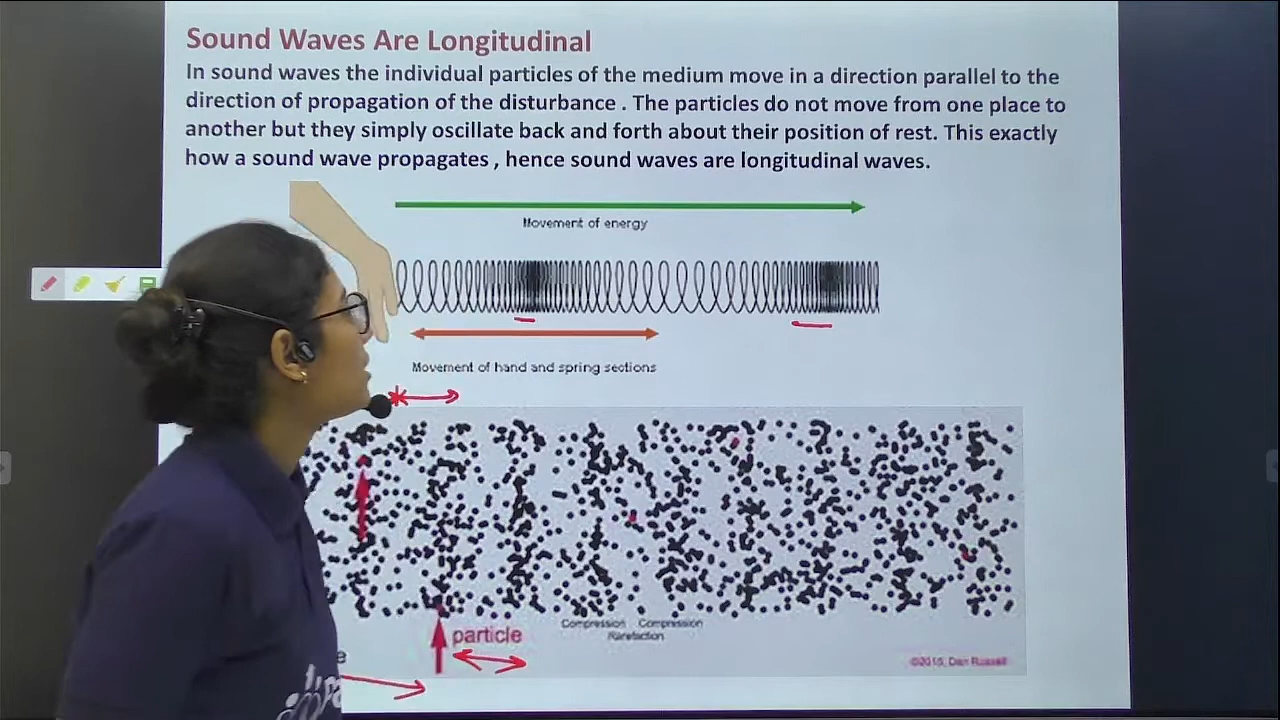 Sound Waves Are Longitudinal
In sound waves the individual particles of the medium move in a direction parallel to the
direction of propagation of the disturbance . The particles do not move from one place to
another but they simply oscillate back and forth about their position of rest. This exactly
how a sound wave propagates , hence sound waves are longitudinal waves.
Movement of energy
Movement of hand and spring sections
Compression Compression
Rarefaction
particle
e
©2015, Dan Russell